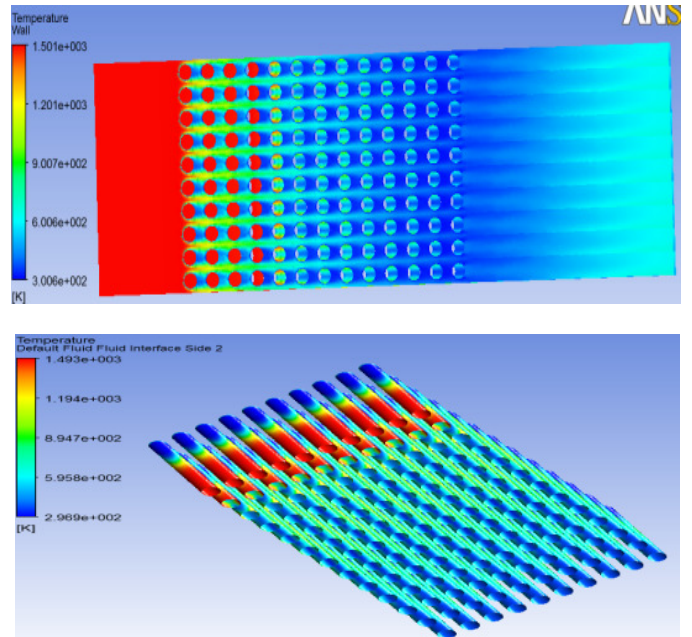 ANS
Temperature
Wall
1.501e+003
1.201e+003
9.007e+002
6.006e+002
3.006e+002
[K]
Temperature
Default Fluid Fluid Interface Side 2
1.493e+003
1.194e+003
8.947e+002
5.958e+002
2.969e+002
[K]